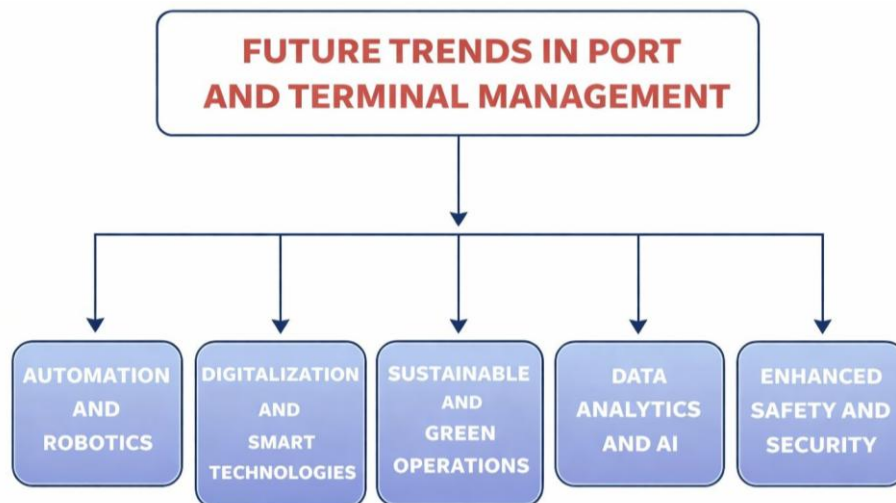 FUTURE TRENDS IN PORT
AND TERMINAL MANAGEMENT
AUTOMATION
AND
ROBOTICS
DIGITALIZATION
AND
SMART
TECHNOLOGIES
SUSTAINABLE
AND
GREEN
OPERATIONS
DATA
ANALYTICS
AND AI
ENHANCED
SAFETY AND
SECURITY